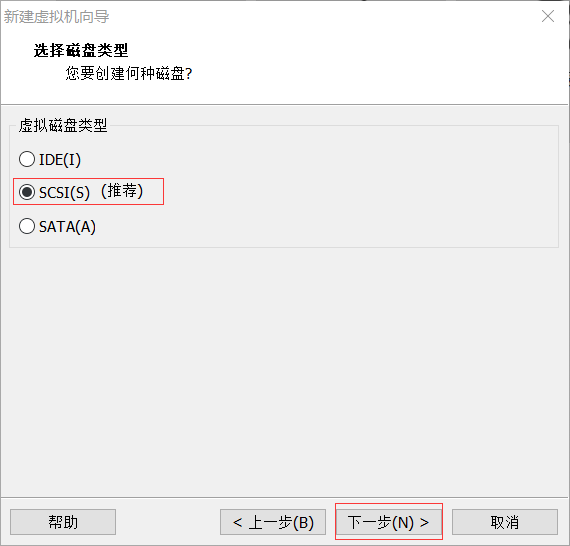 新建虚拟机向导
选择磁盘类型
您要创建何种磁盘?
虚拟磁盘类型
IDE(I)
SCSI(S) (推荐)
SATA(A)
帮助 < 上一步(B) 下一步(N) > 取消